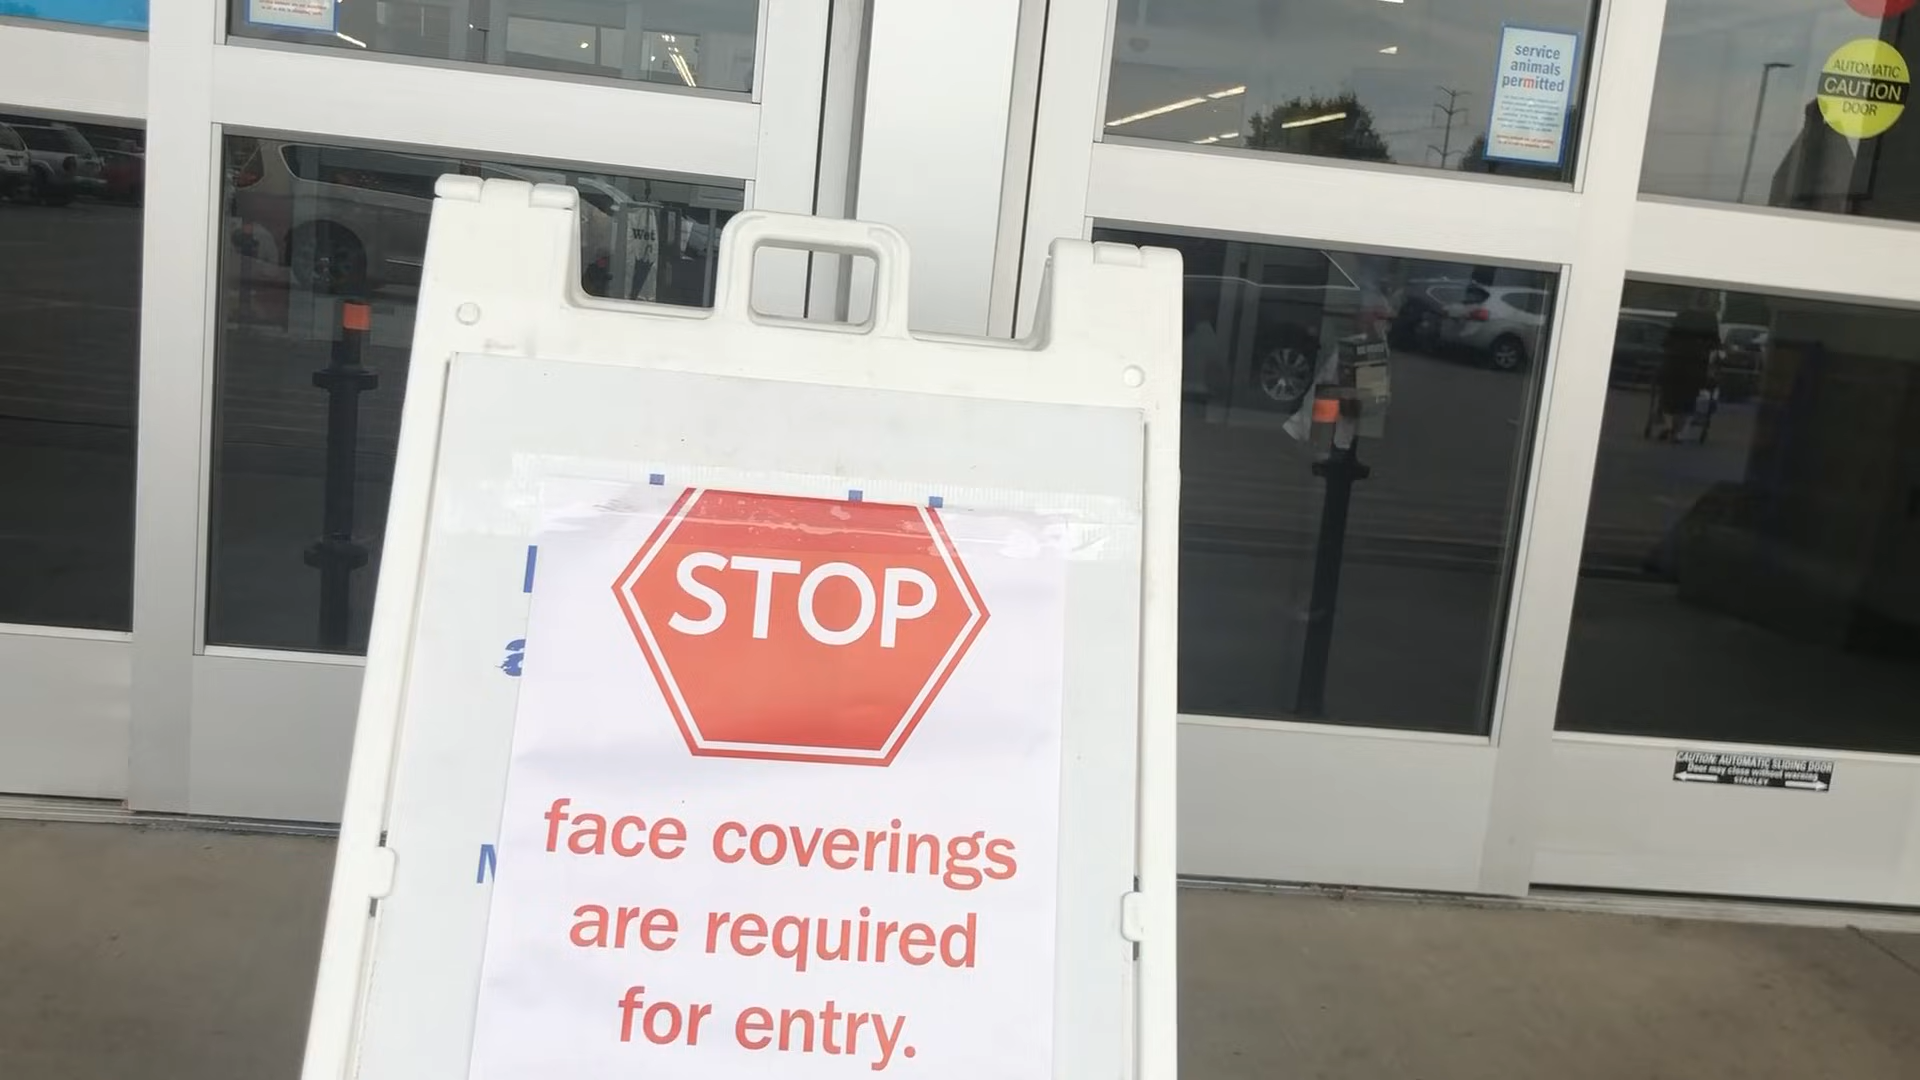 service
animals
permitted
AUTOMATIC
CAUTION
DOOR
Wet
STOP
face coverings
are required
for entry.
CAUTION: AUTOMATIC SLIDING DOOR
Door may close without warning
STANLEY